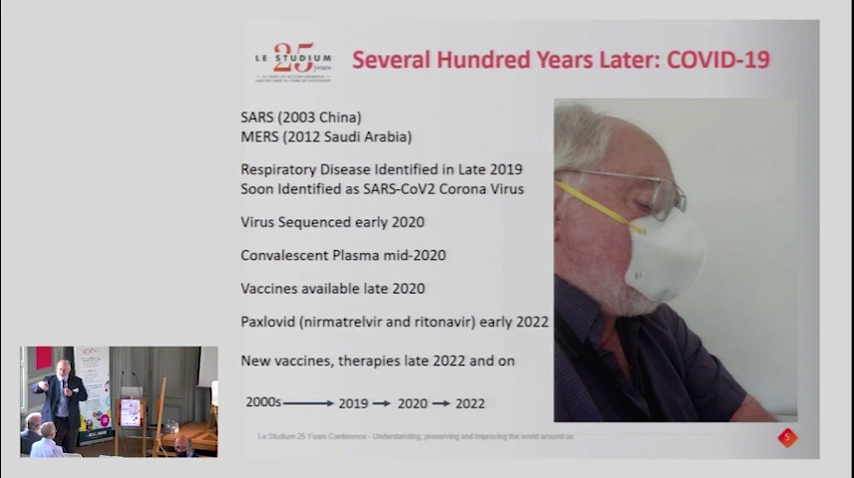 LE STUDIUM
25
YEARS
Several Hundred Years Later: COVID-19
SARS (2003 China)
MERS (2012 Saudi Arabia)
Respiratory Disease Identified in Late 2019
Soon Identified as SARS-CoV2 Corona Virus
Virus Sequenced early 2020
Convalescent Plasma mid-2020
Vaccines available late 2020
Paxlovid (nirmatrelvir and ritonavir) early 2022
New vaccines, therapies late 2022 and on
2000s → 2019 → 2020 → 2022
Le Studium 25 Years Conference - Understanding, preserving and improving the world around us
5